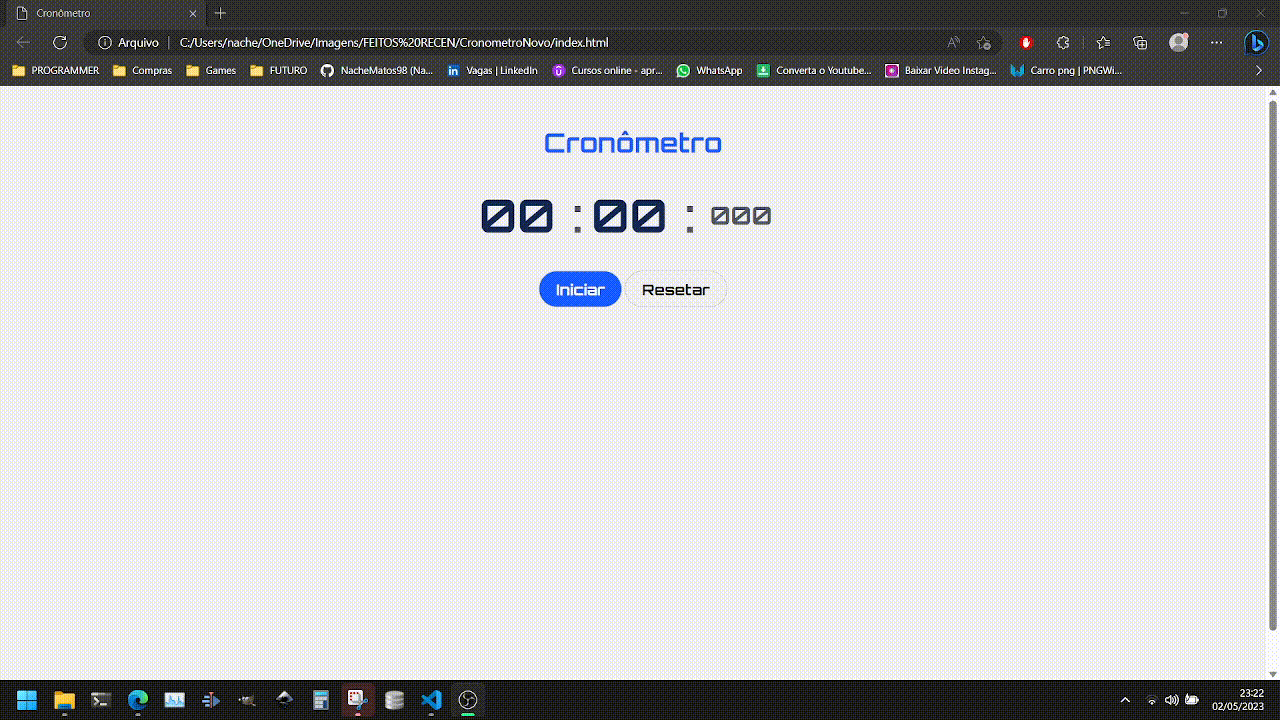 Cronômetro
Arquivo C:/Users/nache/OneDrive/Imagens/FEITOS%20RECEN/CronometroNovo/index.html
PROGRAMMER Compras Games FUTURO NacheMatos98 (Na... Vagas | LinkedIn Cursos online - apr... WhatsApp Converta o Youtube... Baixar Video Instag... Carro png | PNGWi...
Cronômetro
00 : 00 : 000
Iniciar Resetar
23:22
02/05/2023